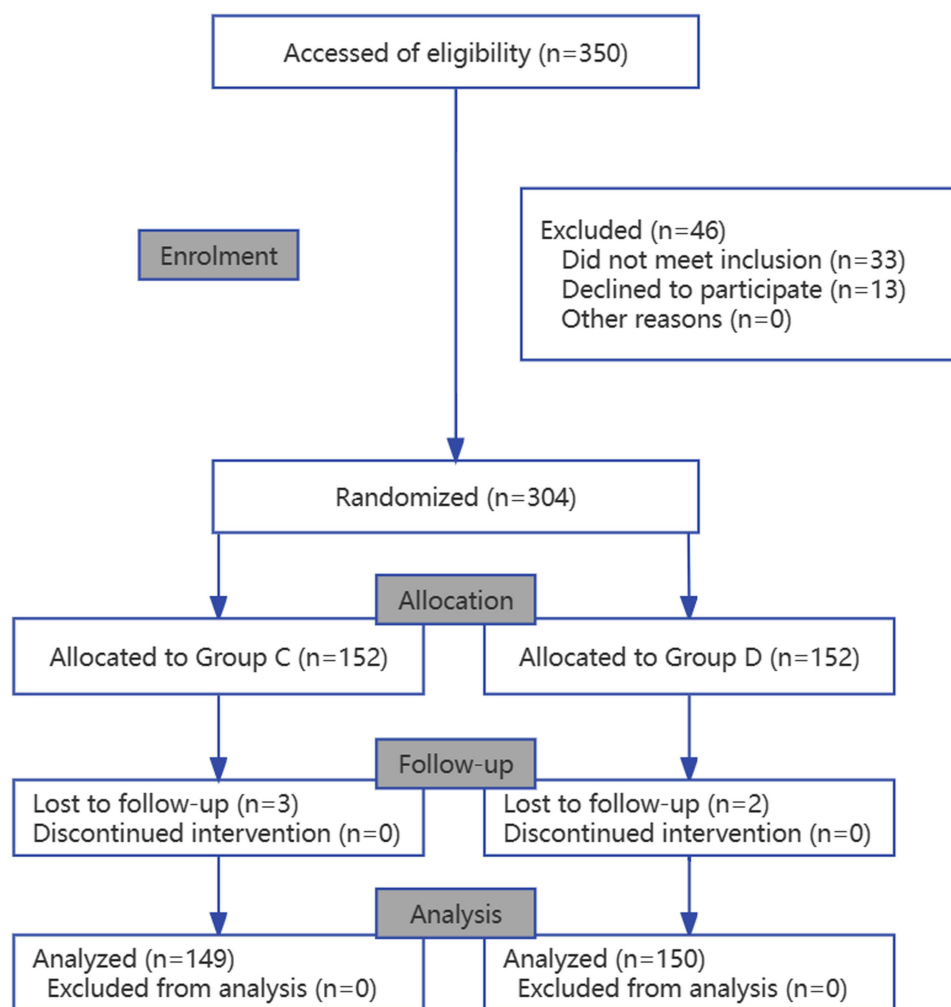 Accessed of eligibility (n=350)
Enrolment
Excluded (n=46)
Did not meet inclusion (n=33)
Declined to participate (n=13)
Other reasons (n=0)
Randomized (n=304)
Allocation
Allocated to Group C (n=152)
Allocated to Group D (n=152)
Follow-up
Lost to follow-up (n=3)
Discontinued intervention (n=0)
Lost to follow-up (n=2)
Discontinued intervention (n=0)
Analysis
Analyzed (n=149)
Excluded from analysis (n=0)
Analyzed (n=150)
Excluded from analysis (n=0)